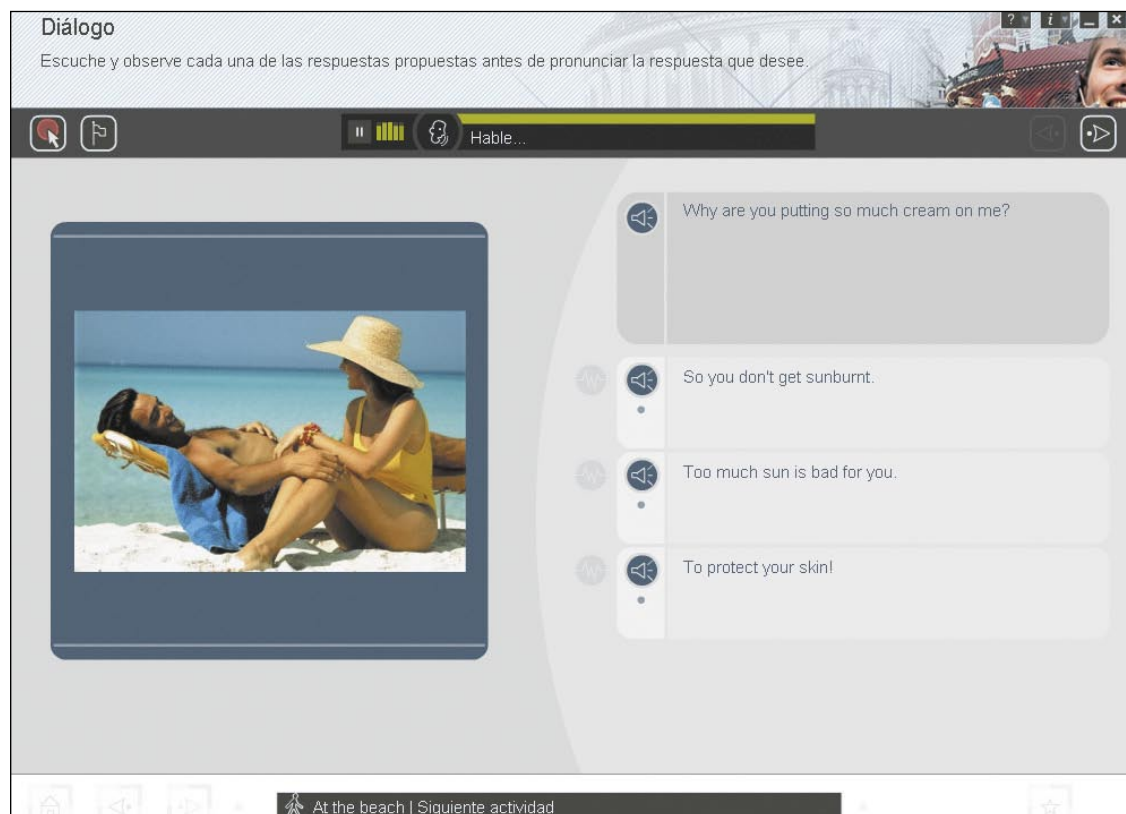 Diálogo
Escuche y observe cada una de las respuestas propuestas antes de pronunciar la respuesta que desee.
Hable...
Why are you putting so much cream on me?
So you don't get sunburnt.
Too much sun is bad for you.
To protect your skin!
At the beach | Siguiente actividad